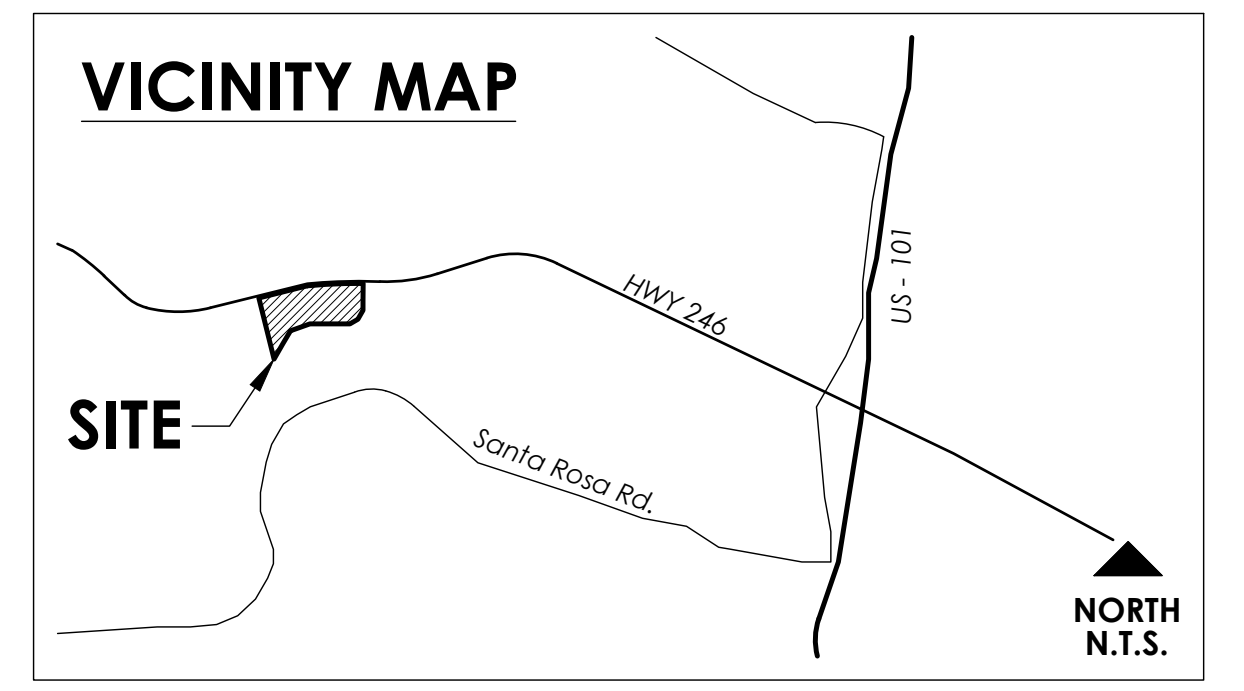 VICINITY MAP
US - 101
HWY 246
SITE
Santa Rosa Rd.
NORTH
N.T.S.